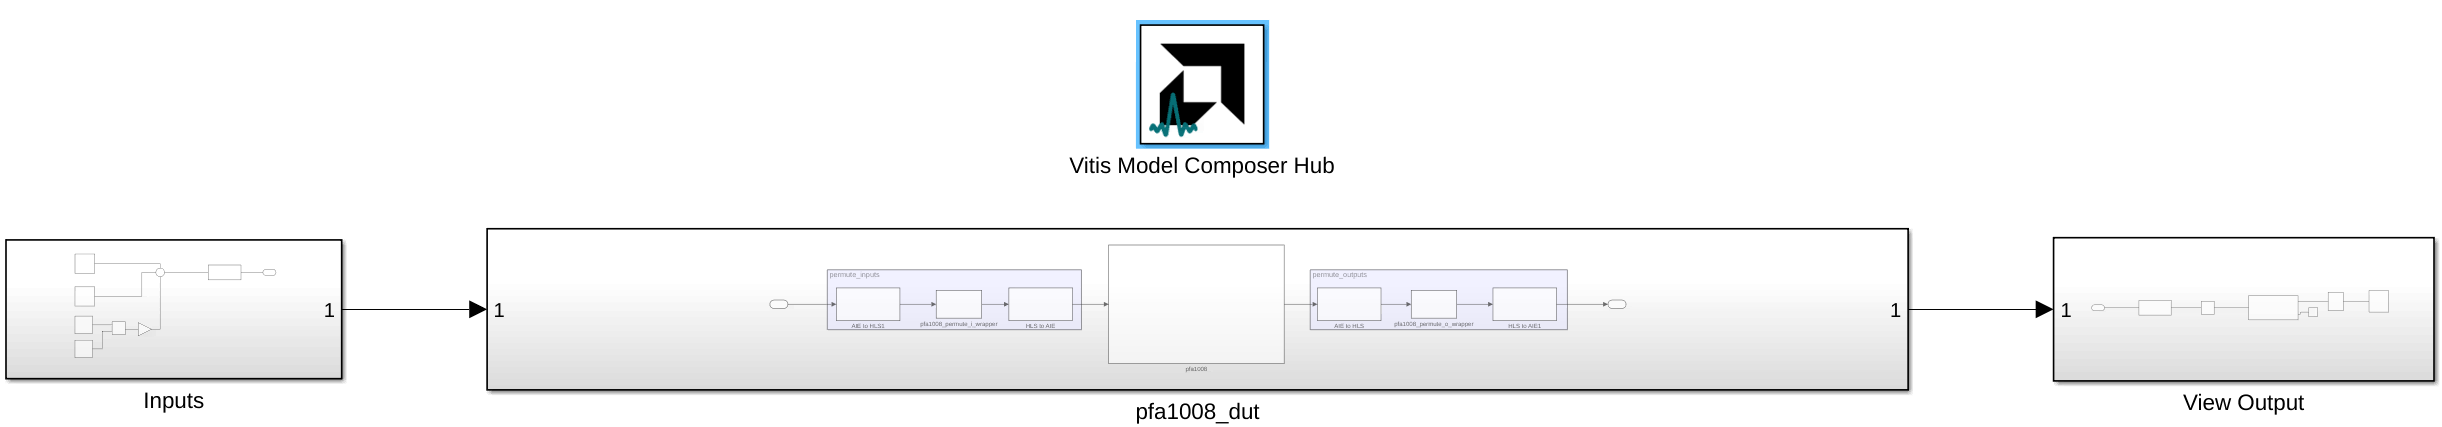 Vitis Model Composer Hub
1
Inputs
1
permute_inputs
AIE to HLS1
pfa1008_permute_i_wrapper
HLS to AIE
pfa1008
permute_outputs
AIE to HLS
pfa1008_permute_o_wrapper
HLS to AIE1
1
pfa1008_dut
1
View Output